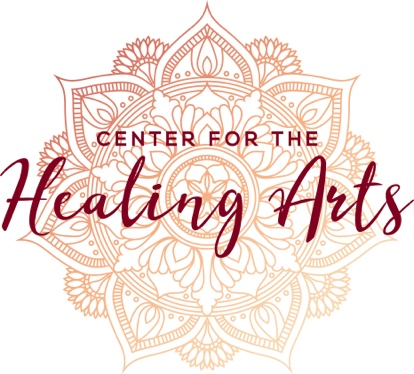 CENTER FOR THE
Healing Arts